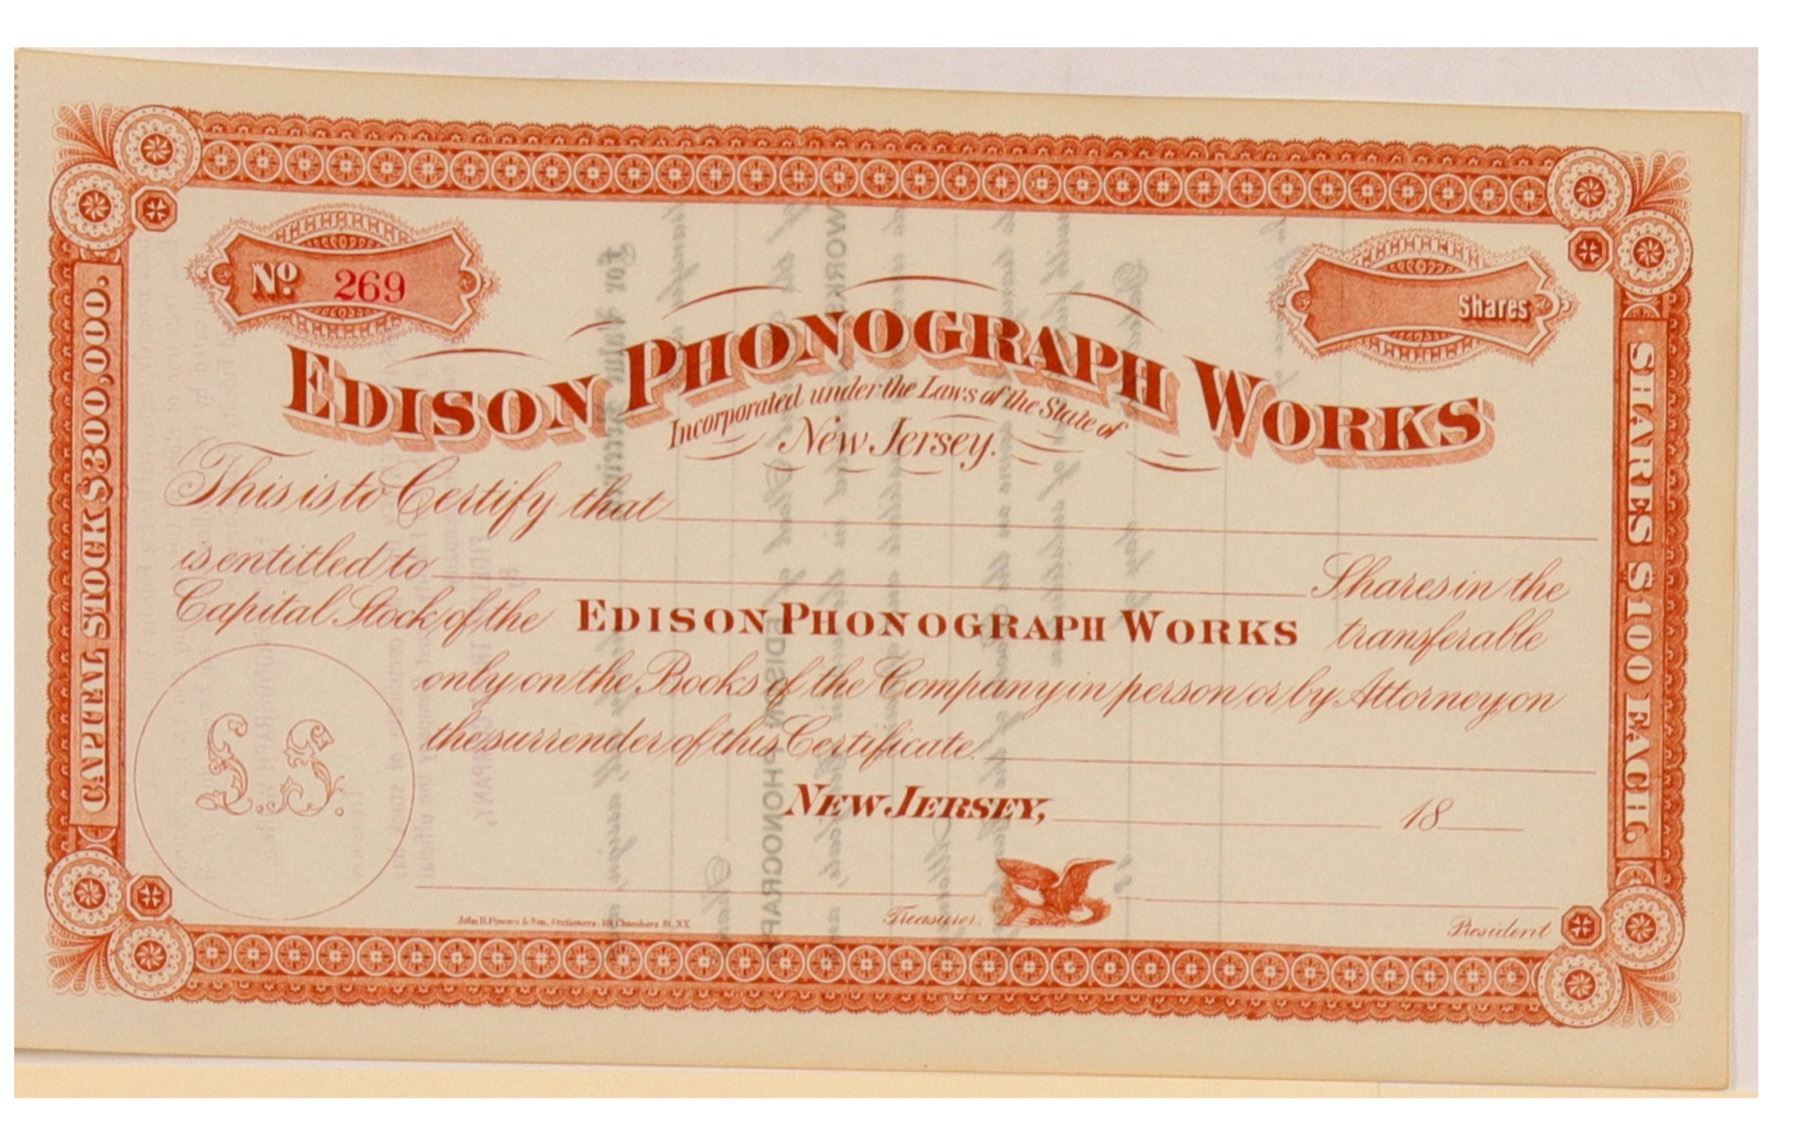 No. 269
Shares
EDISON PHONOGRAPH WORKS
Incorporated under the Laws of the State of
New Jersey.
CAPITAL STOCK $300,000.
SHARES $100 EACH.
This is to Certify that
is entitled to Shares in the
Capital Stock of the EDISON PHONOGRAPH WORKS transferable
only on the Books of the Company in person or by Attorney on
the surrender of this Certificate.
NEW JERSEY, 18
L.S.
Treasurer.
President